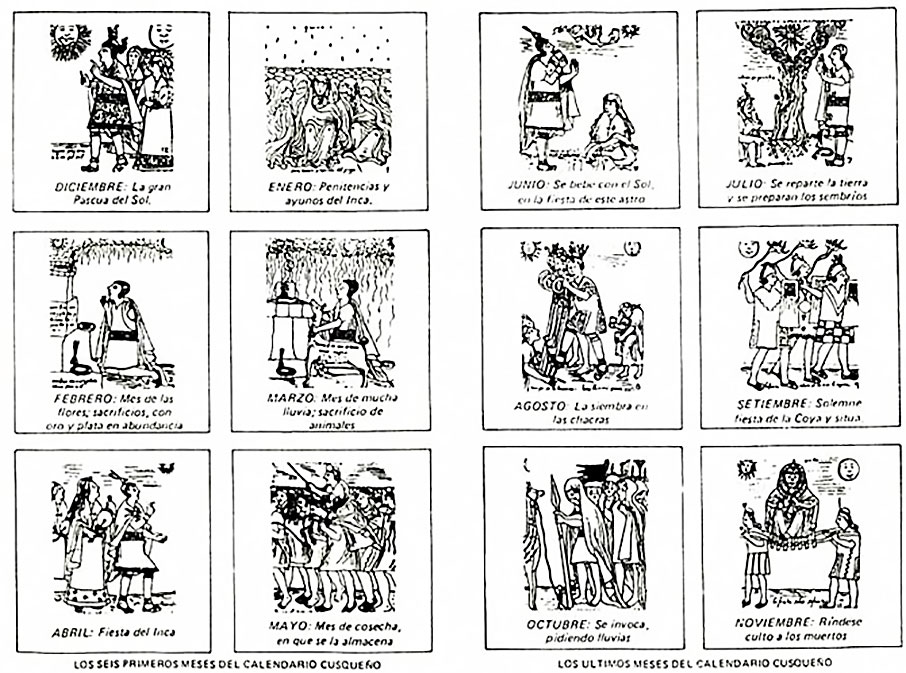 DICIEMBRE: La gran
Pascua del Sol.
ENERO: Penitencias y
ayunos del Inca.
FEBRERO: Mes de las
flores; sacrificios, con
oro y plata en abundancia
MARZO: Mes de mucha
lluvia; sacrificio de
animales
ABRIL: Fiesta del Inca
MAYO: Mes de cosecha,
en que se la almacena
LOS SEIS PRIMEROS MESES DEL CALENDARIO CUSQUEÑO
JUNIO: Se bebe con el Sol,
en la fiesta de este astro
JULIO: Se reparte la tierra
y se preparan los sembrios
AGOSTO: La siembra en
las chacras
SETIEMBRE: Solemne
fiesta de la Coya y situa
OCTUBRE: Se invoca,
pidiendo lluvias
NOVIEMBRE: Ríndese
culto a los muertos
LOS ULTIMOS MESES DEL CALENDARIO CUSQUEÑO